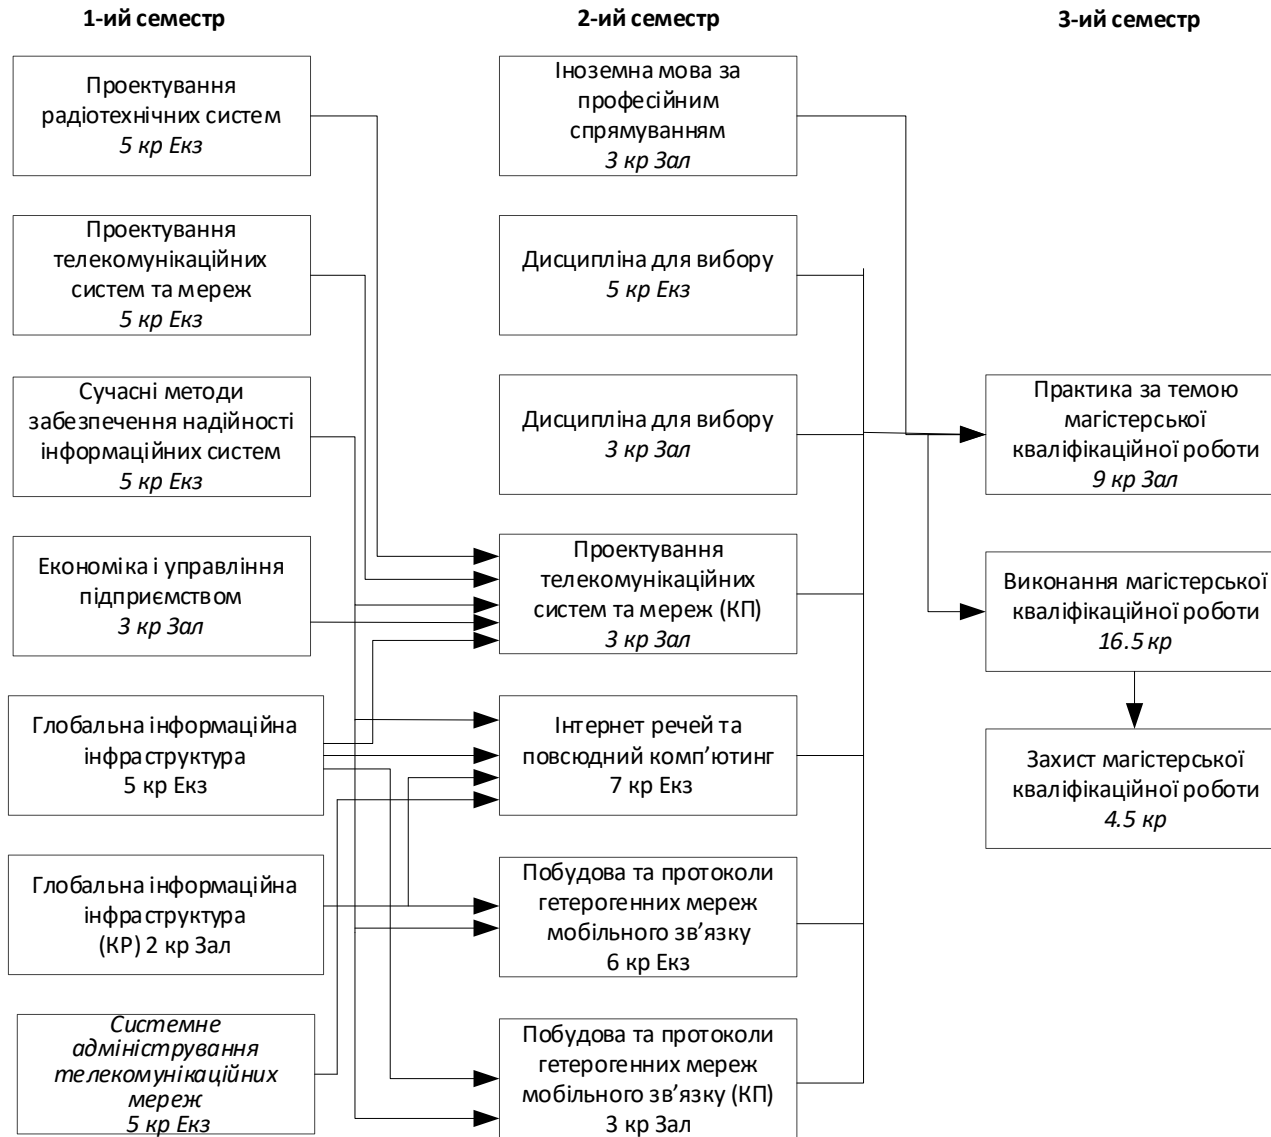 1-ий семестр
2-ий семестр
3-ий семестр
Проектування
радіотехнічних систем
5 кр Екз
Проектування
телекомунікаційних
систем та мереж
5 кр Екз
Сучасні методи
забезпечення надійності
інформаційних систем
5 кр Екз
Економіка і управління
підприємством
3 кр Зал
Глобальна інформаційна
інфраструктура
5 кр Екз
Глобальна інформаційна
інфраструктура
(КР) 2 кр Зал
Системне
адміністрування
телекомунікаційних
мереж
5 кр Екз
Іноземна мова за
професійним
спрямуванням
3 кр Зал
Дисципліна для вибору
5 кр Екз
Дисципліна для вибору
3 кр Зал
Проектування
телекомунікаційних
систем та мереж (КП)
3 кр Зал
Інтернет речей та
повсюдний комп’ютинг
7 кр Екз
Побудова та протоколи
гетерогенних мереж
мобільного зв’язку
6 кр Екз
Побудова та протоколи
гетерогенних мереж
мобільного зв’язку (КП)
3 кр Зал
Практика за темою
магістерської
кваліфікаційної роботи
9 кр Зал
Виконання магістерської
кваліфікаційної роботи
16.5 кр
Захист магістерської
кваліфікаційної роботи
4.5 кр